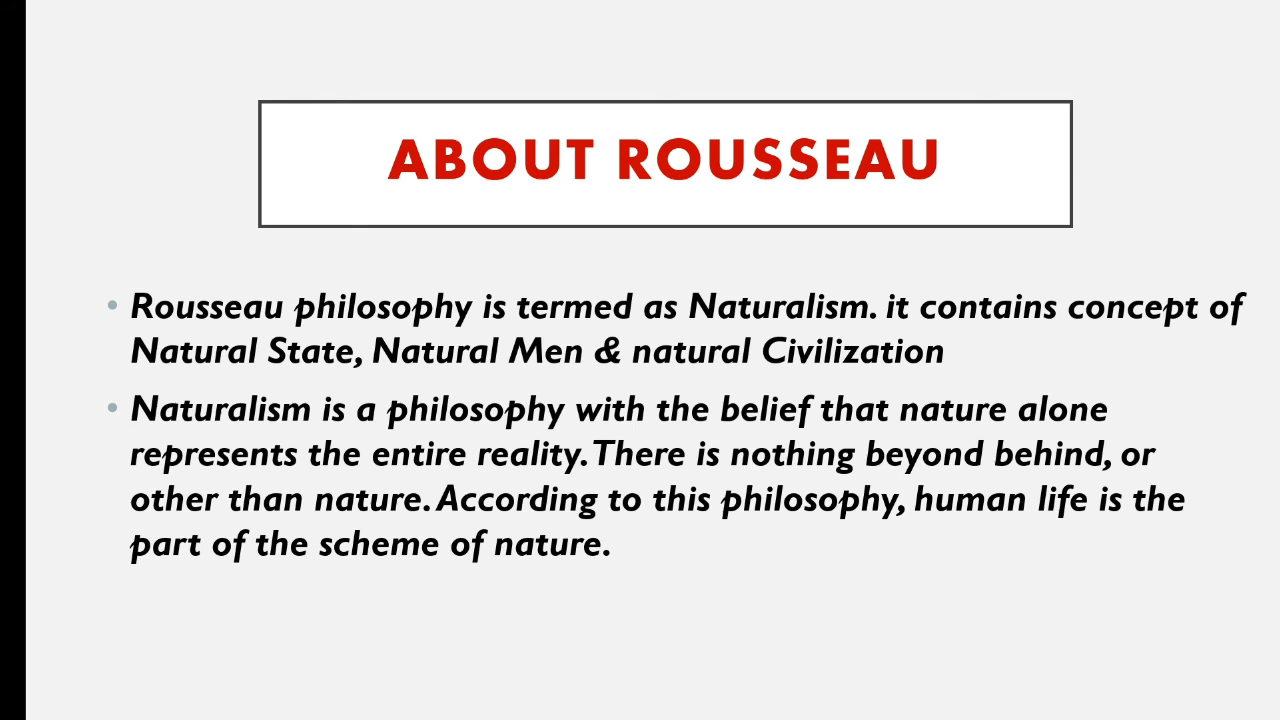 ABOUT ROUSSEAU
• Rousseau philosophy is termed as Naturalism. it contains concept of
Natural State, Natural Men & natural Civilization
• Naturalism is a philosophy with the belief that nature alone
represents the entire reality. There is nothing beyond behind, or
other than nature. According to this philosophy, human life is the
part of the scheme of nature.